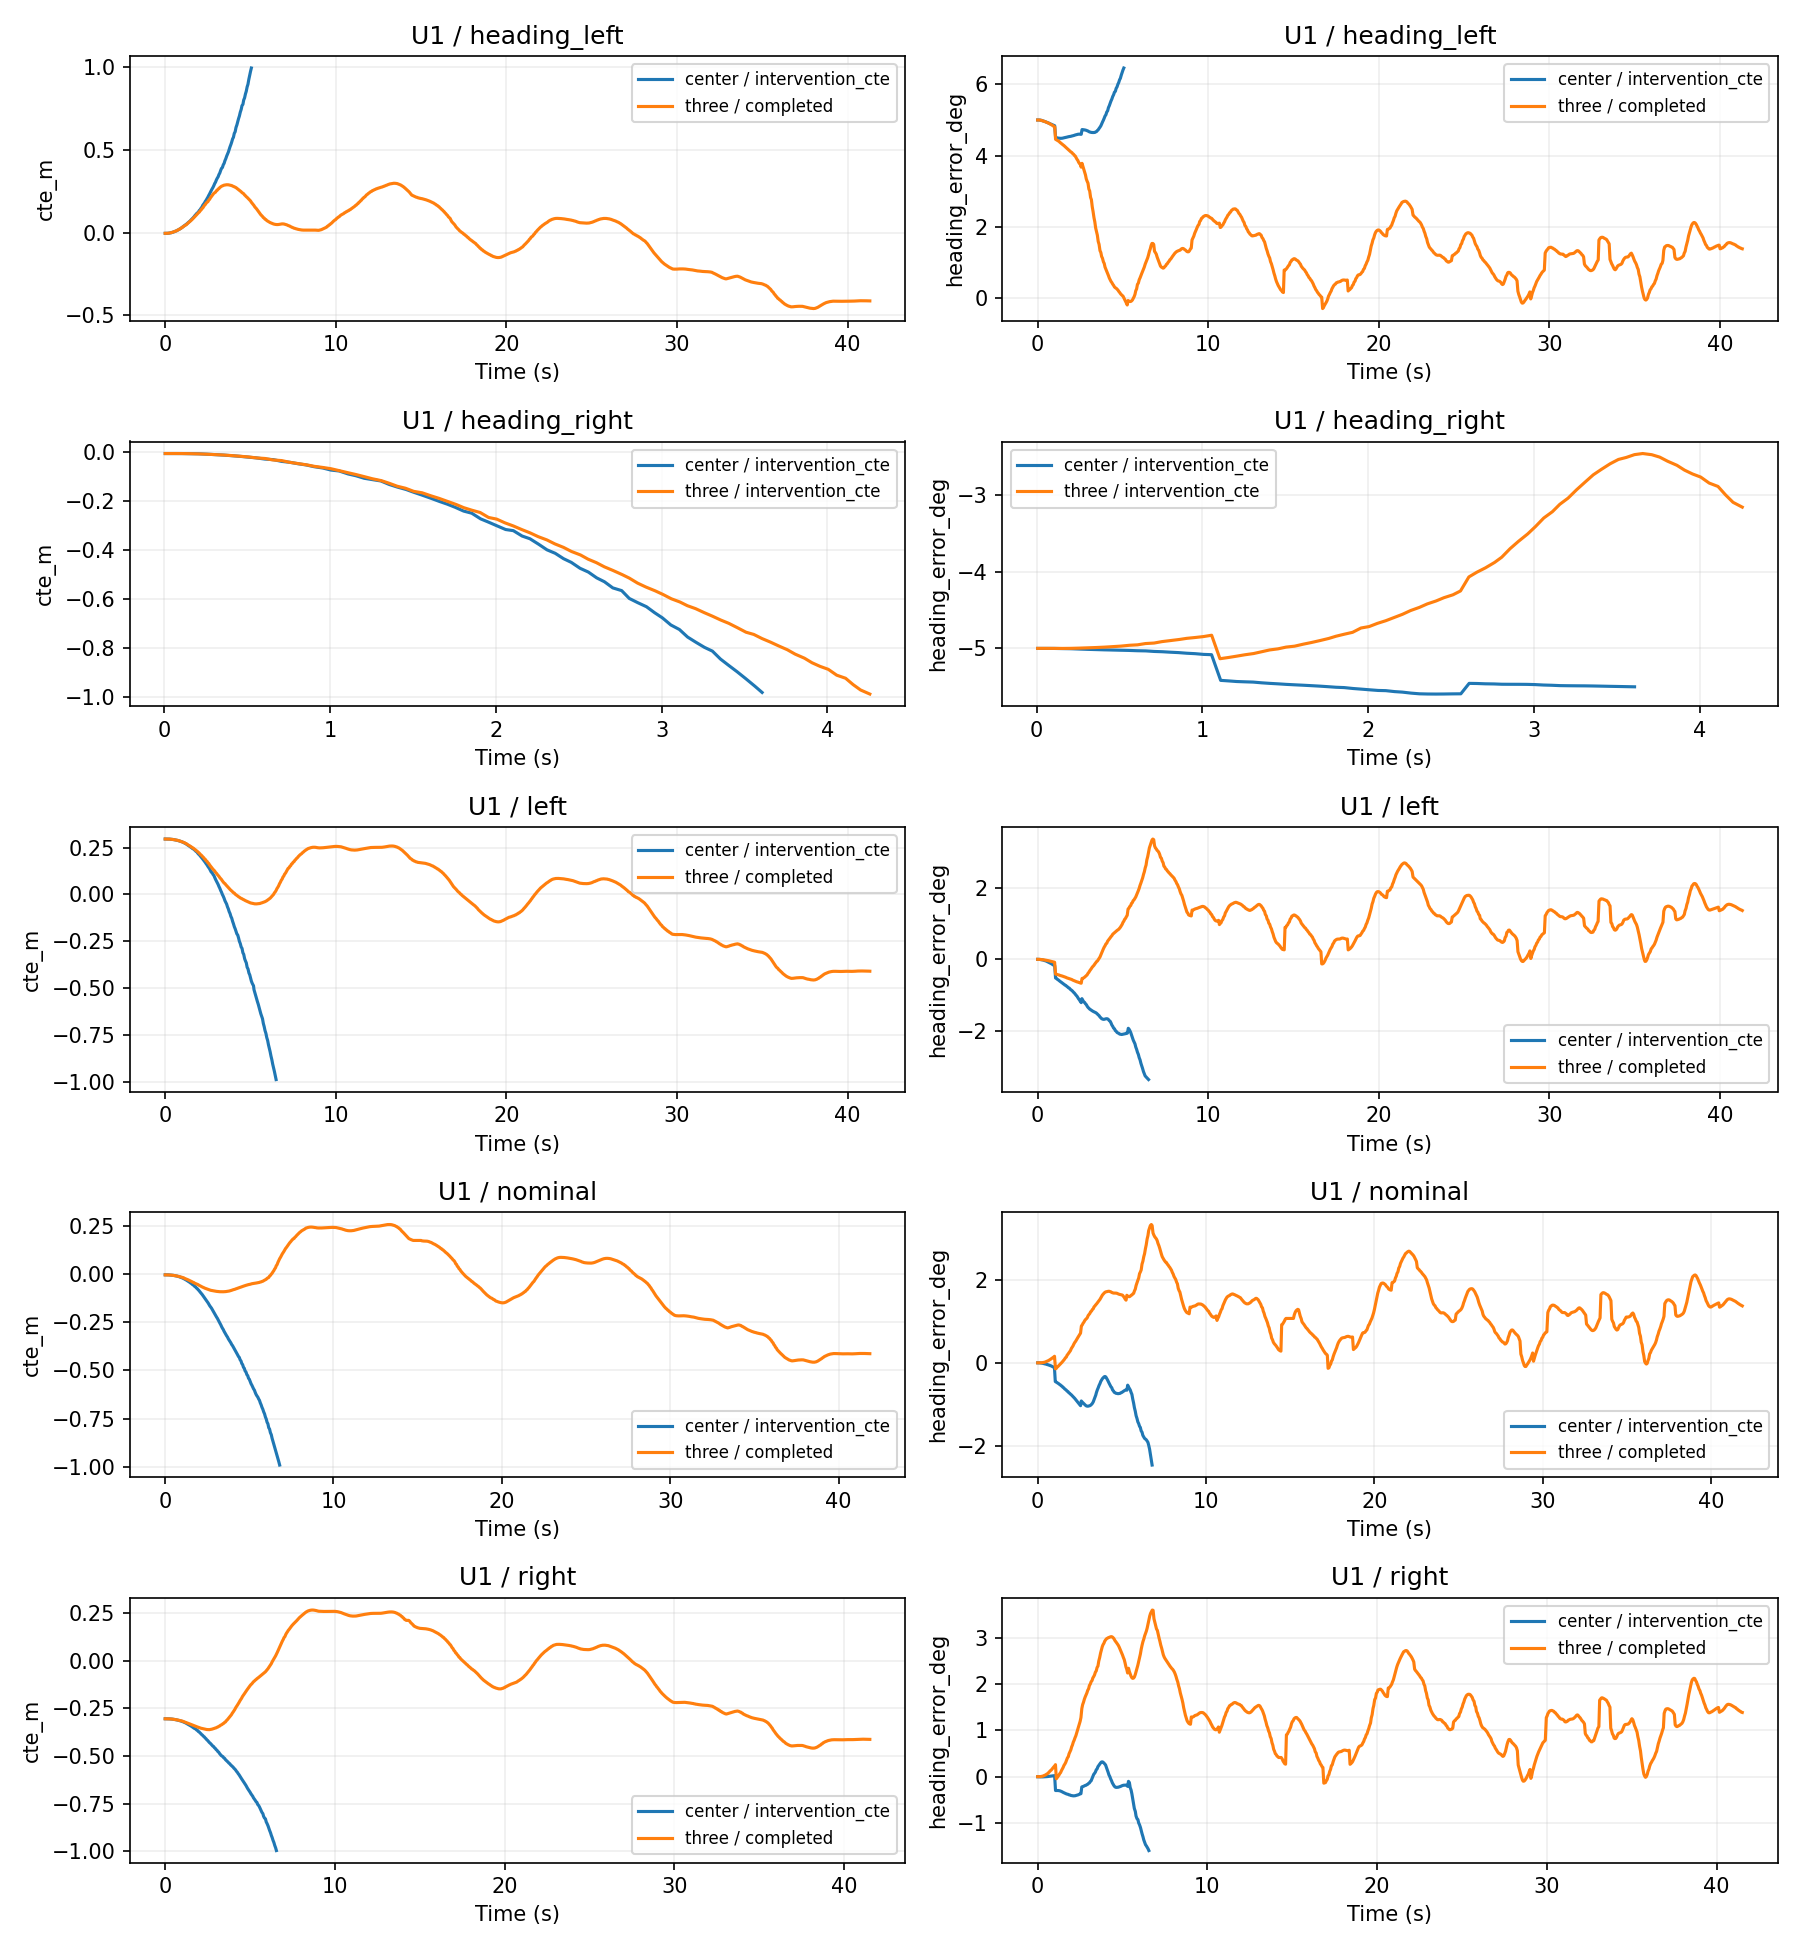 U1 / heading_left
1.0
0.5
0.0
−0.5
cte_m
center / intervention_cte
three / completed
0
10
20
30
40
Time (s)
U1 / heading_left
6
4
2
0
heading_error_deg
center / intervention_cte
three / completed
0
10
20
30
40
Time (s)
U1 / heading_right
0.0
−0.2
−0.4
−0.6
−0.8
−1.0
cte_m
center / intervention_cte
three / intervention_cte
0
1
2
3
4
Time (s)
U1 / heading_right
−3
−4
−5
heading_error_deg
center / intervention_cte
three / intervention_cte
0
1
2
3
4
Time (s)
U1 / left
0.25
0.00
−0.25
−0.50
−0.75
−1.00
cte_m
center / intervention_cte
three / completed
0
10
20
30
40
Time (s)
U1 / left
2
0
−2
heading_error_deg
center / intervention_cte
three / completed
0
10
20
30
40
Time (s)
U1 / nominal
0.25
0.00
−0.25
−0.50
−0.75
−1.00
cte_m
center / intervention_cte
three / completed
0
10
20
30
40
Time (s)
U1 / nominal
2
0
−2
heading_error_deg
center / intervention_cte
three / completed
0
10
20
30
40
Time (s)
U1 / right
0.25
0.00
−0.25
−0.50
−0.75
−1.00
cte_m
center / intervention_cte
three / completed
0
10
20
30
40
Time (s)
U1 / right
3
2
1
0
−1
heading_error_deg
center / intervention_cte
three / completed
0
10
20
30
40
Time (s)